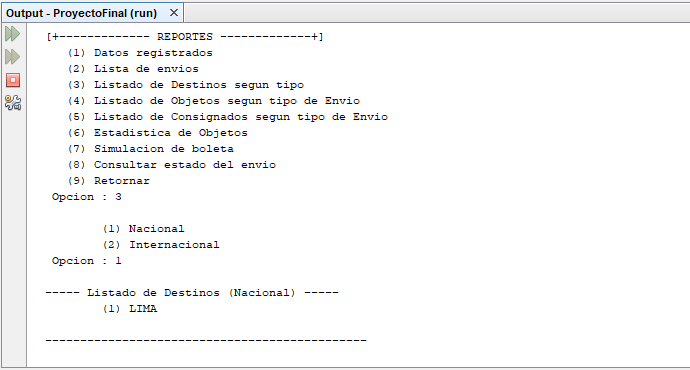 Output - ProyectoFinal (run) ×
[+------------- REPORTES -------------+]
(1) Datos registrados
(2) Lista de envios
(3) Listado de Destinos segun tipo
(4) Listado de Objetos segun tipo de Envio
(5) Listado de Consignados segun tipo de Envio
(6) Estadistica de Objetos
(7) Simulacion de boleta
(8) Consultar estado del envio
(9) Retornar
Opcion : 3
(1) Nacional
(2) Internacional
Opcion : 1
----- Listado de Destinos (Nacional) -----
(1) LIMA
----------------------------------------------